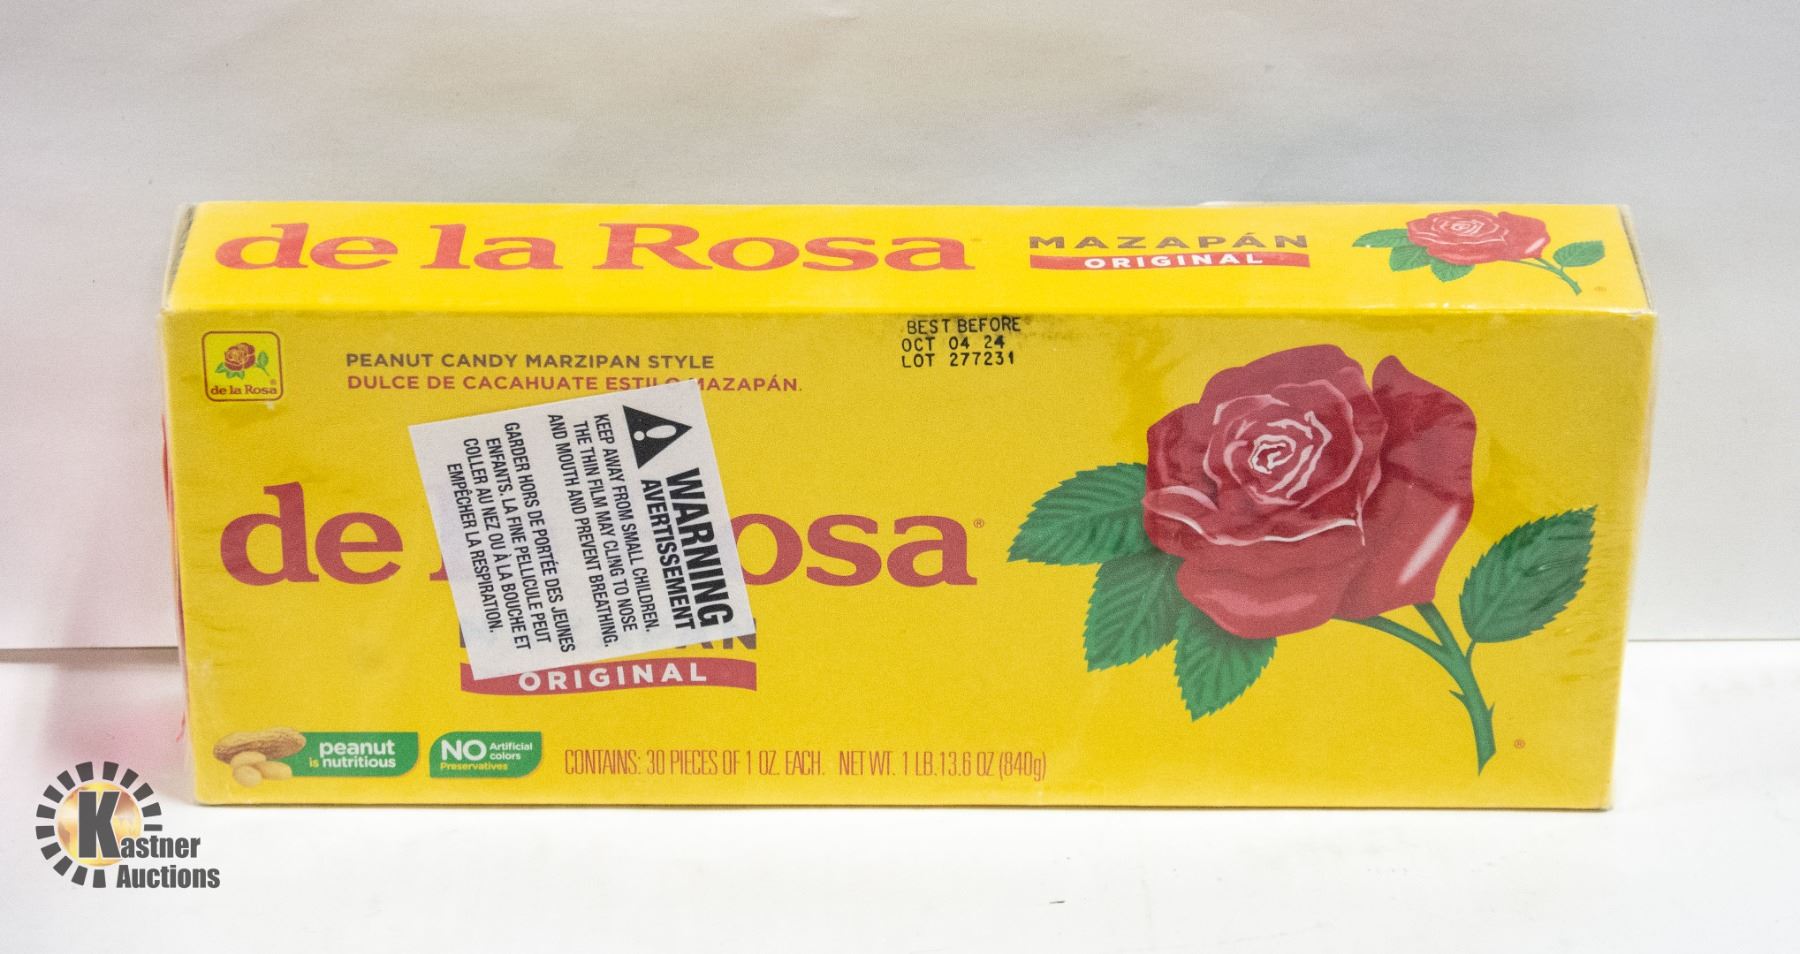 de la Rosa
MAZAPÁN
ORIGINAL
®
de la Rosa®
PEANUT CANDY MARZIPAN STYLE
DULCE DE CACAHUATE ESTILO MAZAPÁN.
BEST BEFORE
OCT 04 24
LOT 277231
WARNING
AVERTISSEMENT
KEEP AWAY FROM SMALL CHILDREN.
THE THIN FILM MAY CLING TO NOSE
AND MOUTH AND PREVENT BREATHING.
GARDER HORS DE PORTÉE DES JEUNES
ENFANTS. LA FINE PELLICULE PEUT
COLLER AU NEZ OU À LA BOUCHE ET
EMPÊCHER LA RESPIRATION.
de l Rosa®
ORIGINAL
peanut
is nutritious
NO Artificial
colors
Preservatives
CONTAINS: 30 PIECES OF 1 OZ. EACH. NET WT. 1 LB.13.6 OZ (840g)
®
Kastner
Auctions